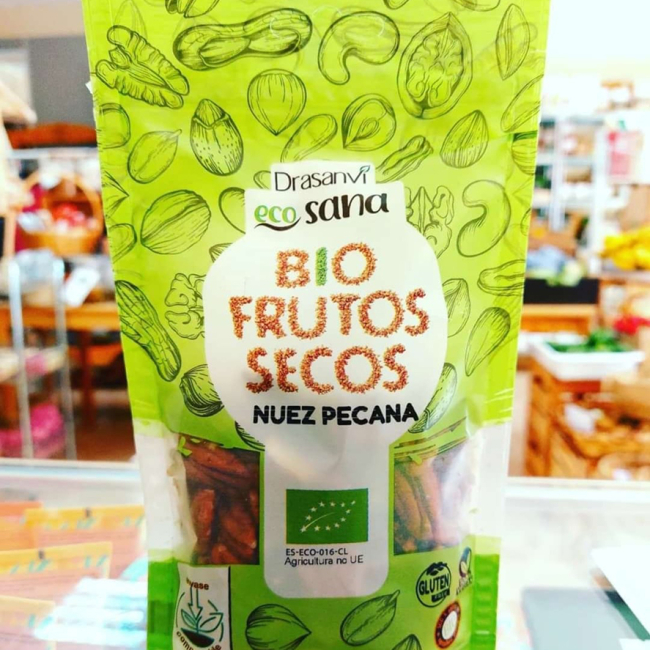 Drasanvi
eco sana
BIO
FRUTOS
SECOS
NUEZ PECANA
ES-ECO-016-CL
Agricultura no UE
GLUTEN